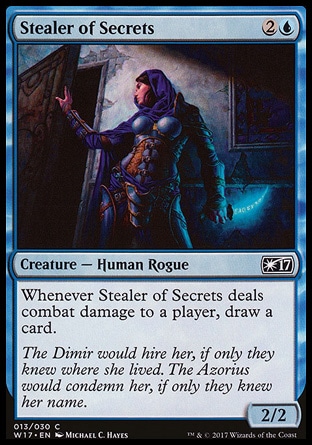 Stealer of Secrets 2
Creature — Human Rogue 17
Whenever Stealer of Secrets deals
combat damage to a player, draw a
card.
The Dimir would hire her, if only they
knew where she lived. The Azorius
would condemn her, if only they knew
her name.
2/2
013/030 C
W17 • EN Michael C. Hayes ™ & © 2017 Wizards of the Coast